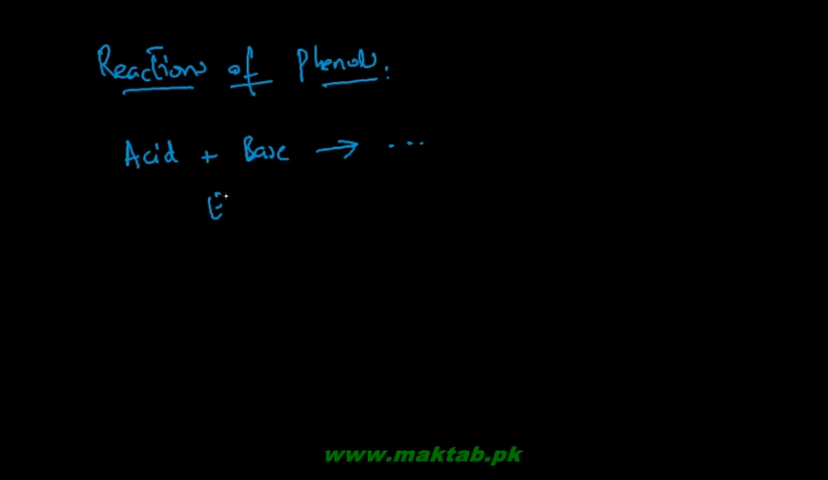 Reactions of Phenols:
Acid + Base → ...
E
www.maktab.pk